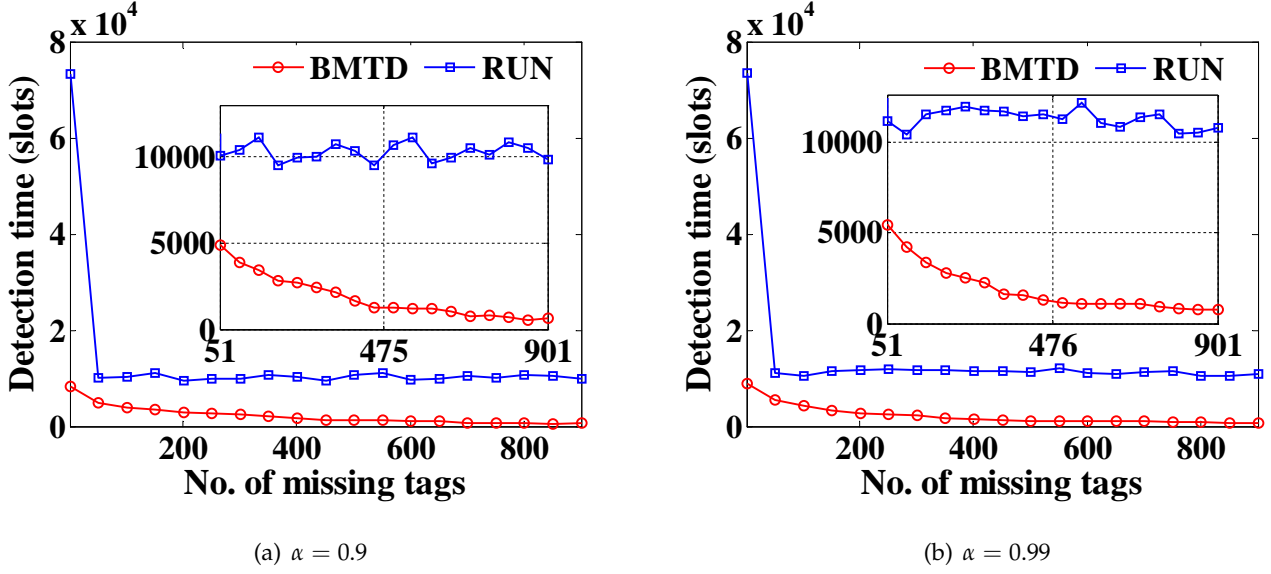 x 10^4
8
6
4
2
0
Detection time (slots)
BMTD
RUN
10000
5000
0
51
475
901
200
400
600
800
No. of missing tags
(a) α = 0.9
x 10^4
8
6
4
2
0
Detection time (slots)
BMTD
RUN
10000
5000
0
51
476
901
200
400
600
800
No. of missing tags
(b) α = 0.99